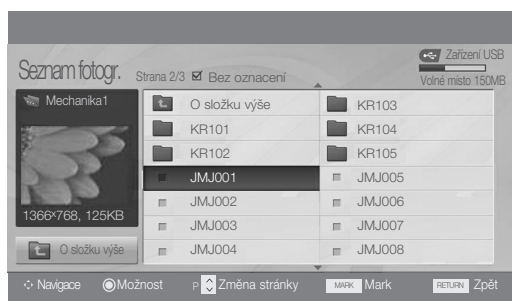 Zařízení USB
Seznam fotogr. Strana 2/3 Bez oznacení
Volné místo 150MB
Mechanika1
1366×768, 125KB
O složku výše
O složku výše KR103
KR101 KR104
KR102 KR105
JMJ001 JMJ005
JMJ002 JMJ006
JMJ003 JMJ007
JMJ004 JMJ008
Navigace Možnost P Změna stránky MARK Mark RETURN Zpět